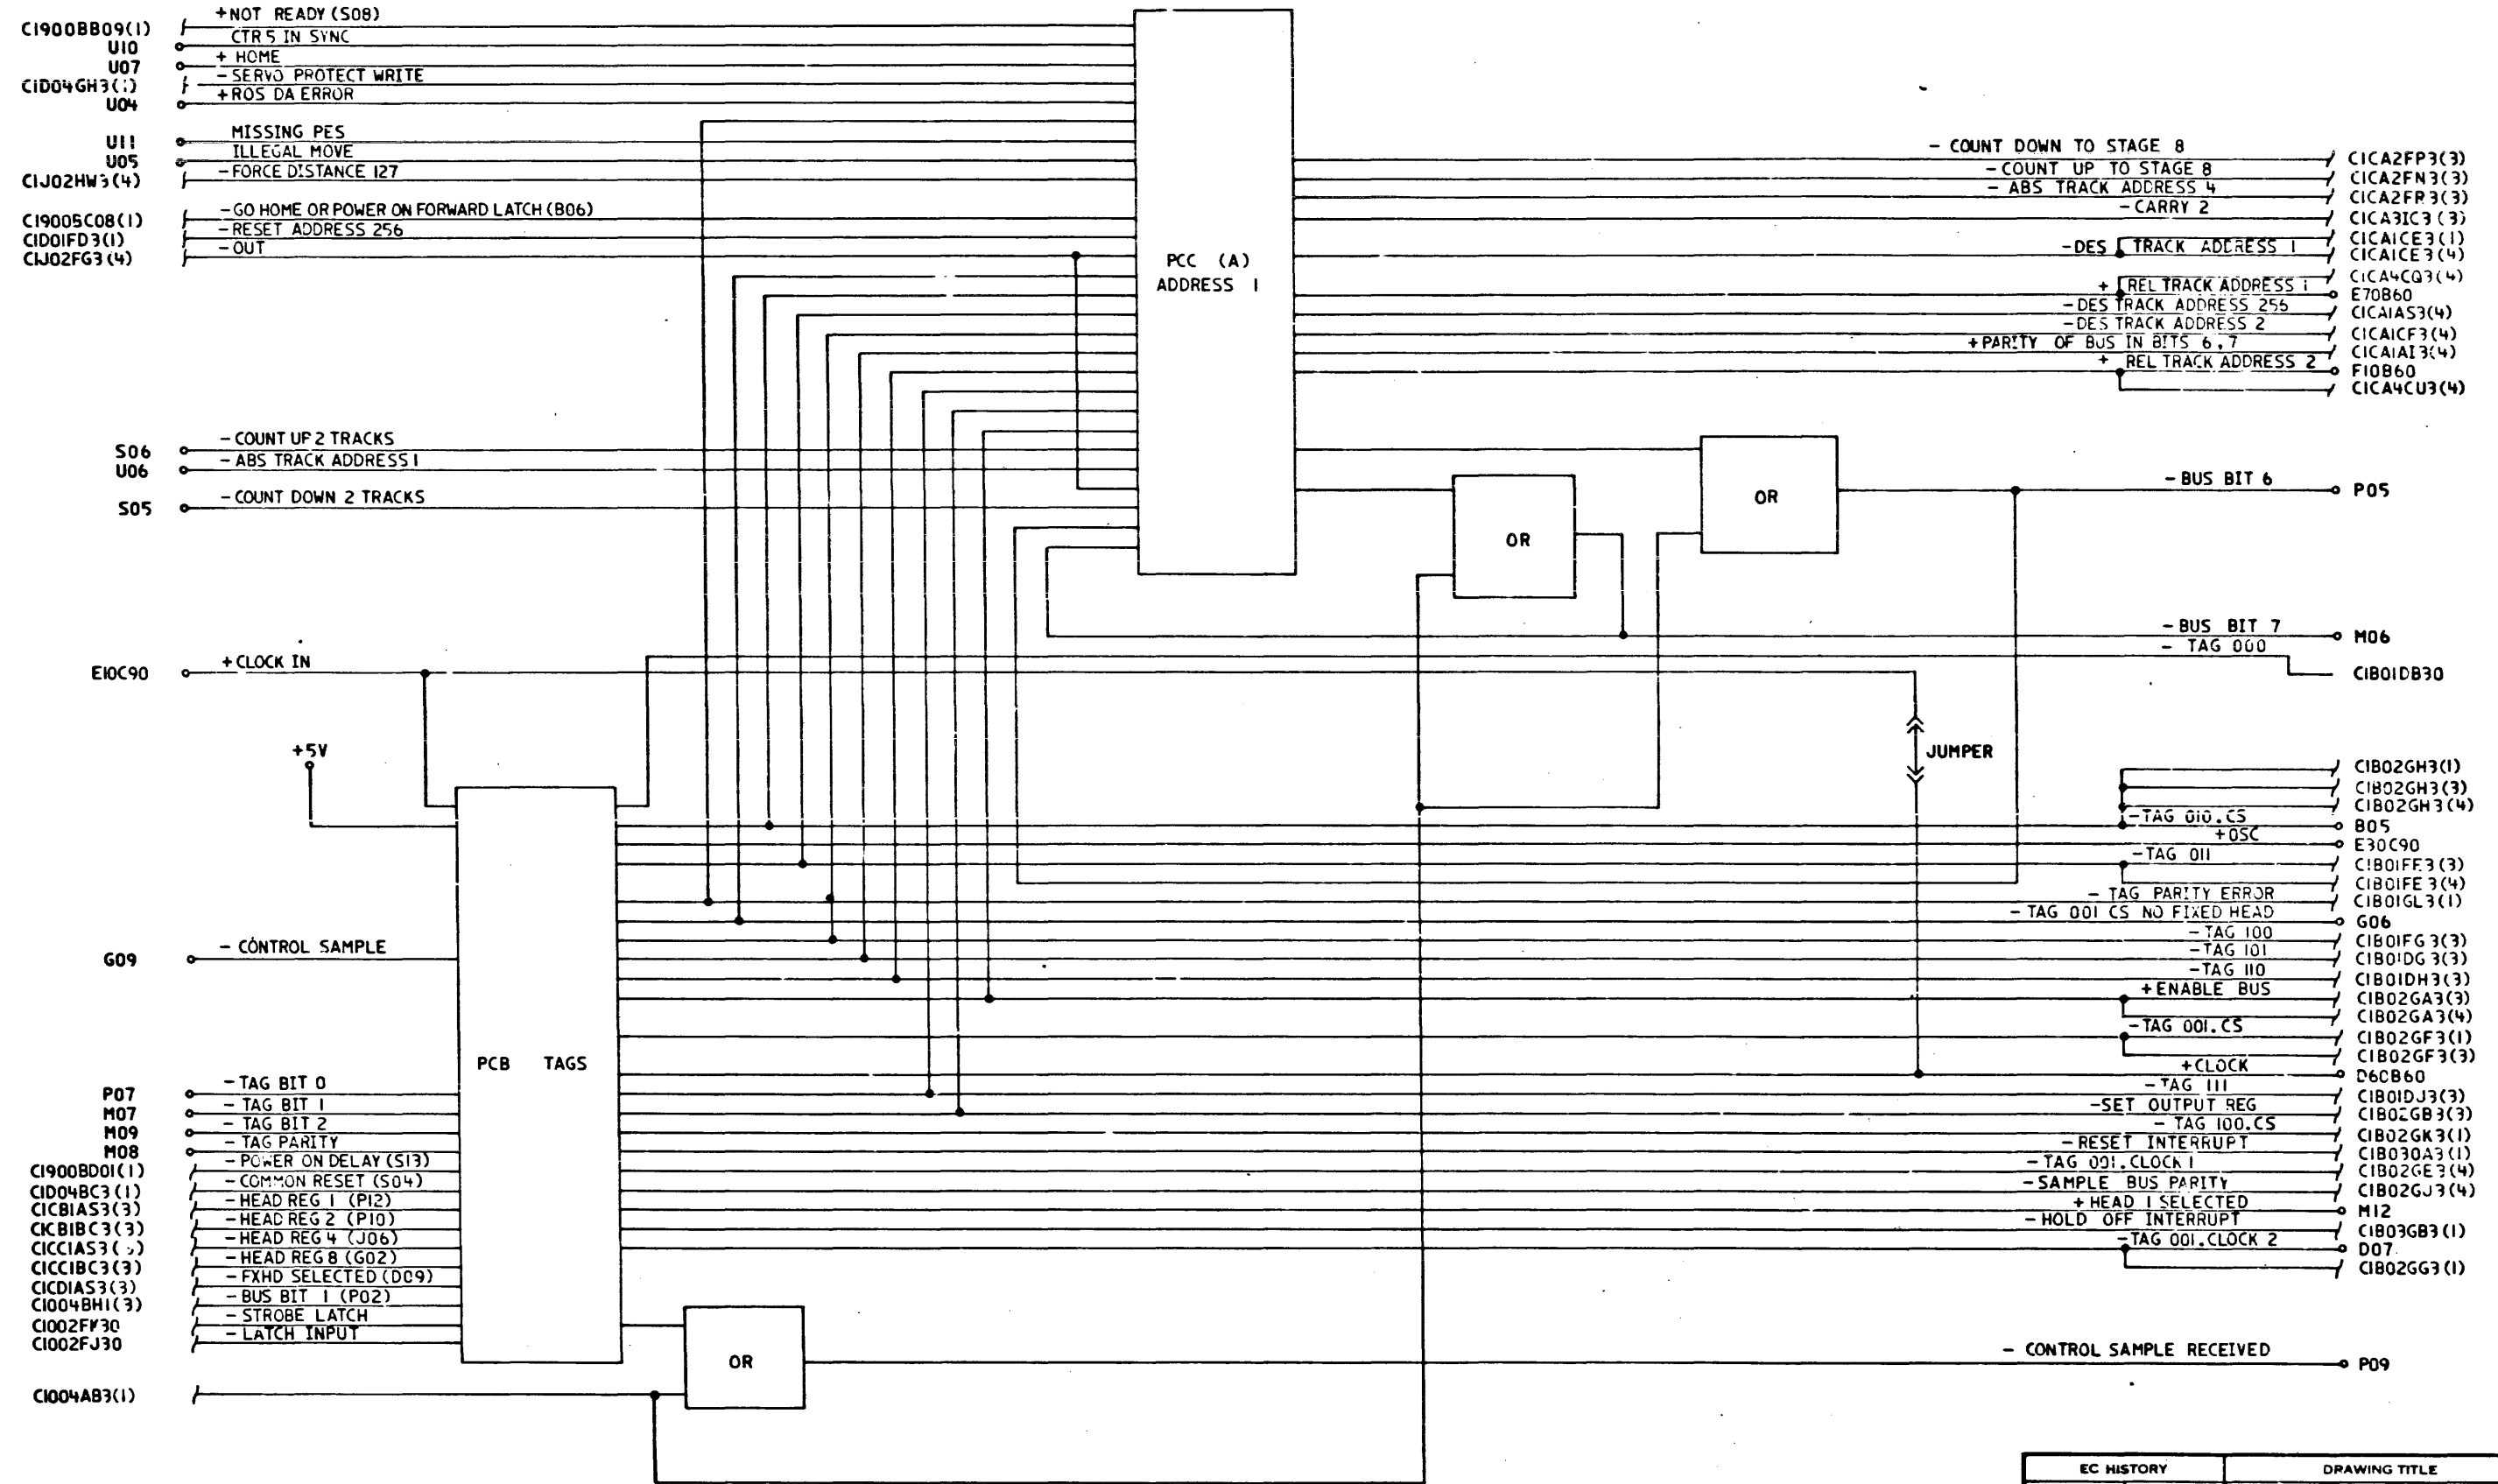 +NOT READY (S08)
C1900BB09(1)
CTR 5 IN SYNC
U10
+ HOME
U07
- SERVO PROTECT WRITE
U04
+ROS DA ERROR
MISSING PES
U11
ILLEGAL MOVE
U05
-FORCE DISTANCE 127
C1J02HW3(4)
-GO HOME OR POWER ON FORWARD LATCH (B06)
C19005C08(1)
-RESET ADDRESS 256
C1D01FD3(1)
-OUT
C1J02FG3(4)
PCC (A)
ADDRESS 1
- COUNT DOWN TO STAGE 8
C1CA2FP3(3)
-COUNT UP TO STAGE 8
C1CA2FN3(3)
- ABS TRACK ADDRESS 4
C1CA2FR3(3)
-CARRY 2
C1CA3IC3(3)
C1CA1CE3(1)
-DES TRACK ADDRESS 1
C1CA1CE3(4)
C1CA4CQ3(4)
+ REL TRACK ADDRESS 1
E70B60
-DES TRACK ADDRESS 256
C1CA1AS3(4)
-DES TRACK ADDRESS 2
C1CA1CF3(4)
+PARITY OF BUS IN BITS 6,7
C1CA1AI3(4)
+ REL TRACK ADDRESS 2
F10B60
C1CA4CU3(4)
- COUNT UP 2 TRACKS
S06
- ABS TRACK ADDRESS 1
U06
- COUNT DOWN 2 TRACKS
S05
OR
OR
- BUS BIT 6
P05
- BUS BIT 7
M06
- TAG 000
C1B01DB30
+CLOCK IN
E10C90
+5V
JUMPER
C1B02GH3(1)
C1B02GH3(3)
C1B02GH3(4)
-TAG 010.CS
B05
+OSC
E30C90
-TAG 011
C1B01FE3(3)
C1B01FE3(4)
- TAG PARITY ERROR
C1B01GL3(1)
- TAG 001 CS NO FIXED HEAD
G06
-TAG 100
C1B01FG3(3)
-TAG 101
C1B01DG3(3)
-TAG 110
C1B01DH3(3)
+ENABLE BUS
C1B02GA3(3)
C1B02GA3(4)
-TAG 001.CS
C1B02GF3(1)
C1B02GF3(3)
+CLOCK
D60B60
-TAG 111
C1B01DJ3(3)
-SET OUTPUT REG
C1B02GB3(3)
- TAG 100.CS
C1B02GK3(1)
-RESET INTERRUPT
C1B030A3(1)
-TAG 001.CLOCK 1
C1B02GE3(4)
-SAMPLE BUS PARITY
C1B02GJ3(4)
+HEAD 1 SELECTED
M12
-HOLD OFF INTERRUPT
C1B03GB3(1)
-TAG 001.CLOCK 2
D07
C1B02GG3(1)
- CONTROL SAMPLE
G09
PCB TAGS
-TAG BIT 0
P07
- TAG BIT 1
M07
- TAG BIT 2
M09
- TAG PARITY
M08
- POWER ON DELAY (S13)
C1900BD01(1)
- COMMON RESET (S04)
C1D04BC3(1)
-HEAD REG 1 (P12)
C1CB1AS3(3)
-HEAD REG 2 (P10)
C1CB1BC3(3)
-HEAD REG 4 (J06)
-HEAD REG 8 (G02)
C1CC1BC3(3)
-FXHD SELECTED (D09)
C1CD1AS3(3)
- BUS BIT 1 (P02)
C1004BH1(3)
- STROBE LATCH
- LATCH INPUT
C1002FJ30
C1004AB3(1)
OR
- CONTROL SAMPLE RECEIVED
P09
EC HISTORY
DRAWING TITLE